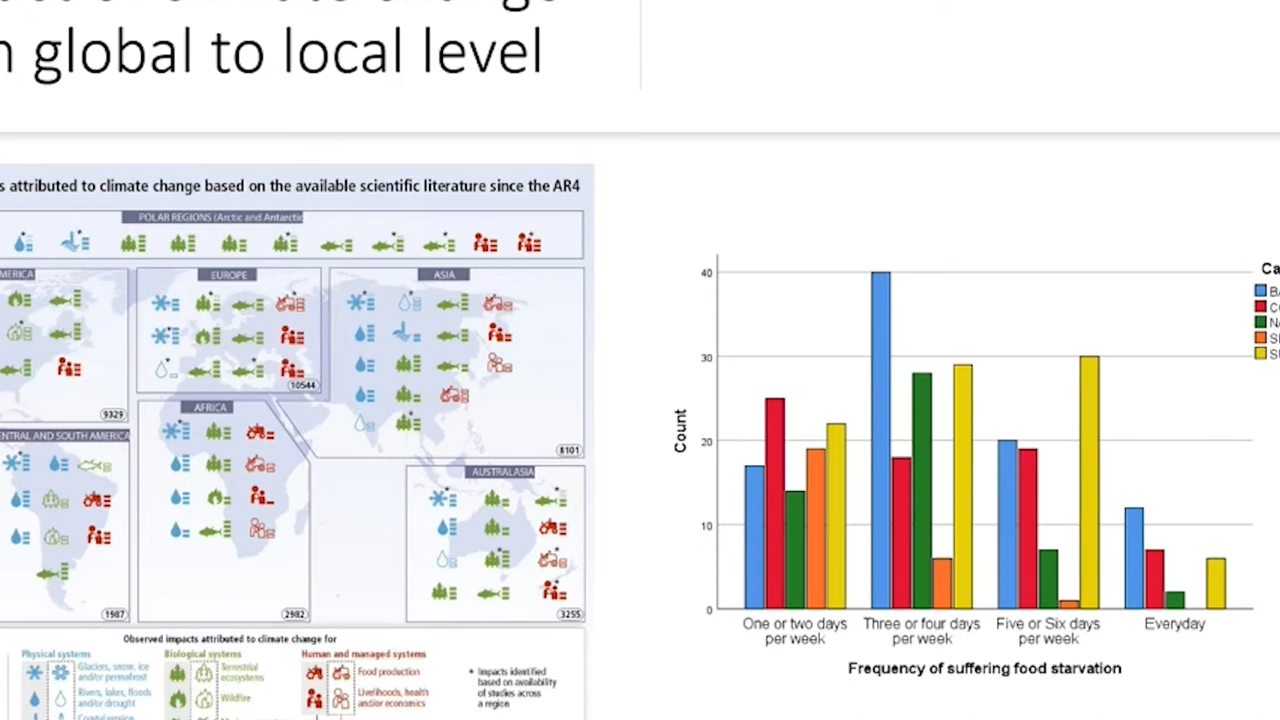 global to local level
s attributed to climate change based on the available scientific literature since the AR4
POLAR REGIONS (Arctic and Antarctic
MERICA
EUROPE
ASIA
10544
9329
AFRICA
ENTRAL AND SOUTH AMERICA
8101
AUSTRALASIA
1987
2982
3255
Observed impacts attributed to climate change for
Physical systems
Biological systems
Human and managed systems
Glaciers, snow, ice
and/or permafrost
Terrestrial
ecosystems
Food production
Rivers, lakes, floods
and/or drought
Wildfire
Livelihoods, health
and/or economics
* Impacts identified
based on availability
of studies across
a region
Count
40
30
20
10
0
One or two days
per week
Three or four days
per week
Five or Six days
per week
Everyday
Frequency of suffering food starvation